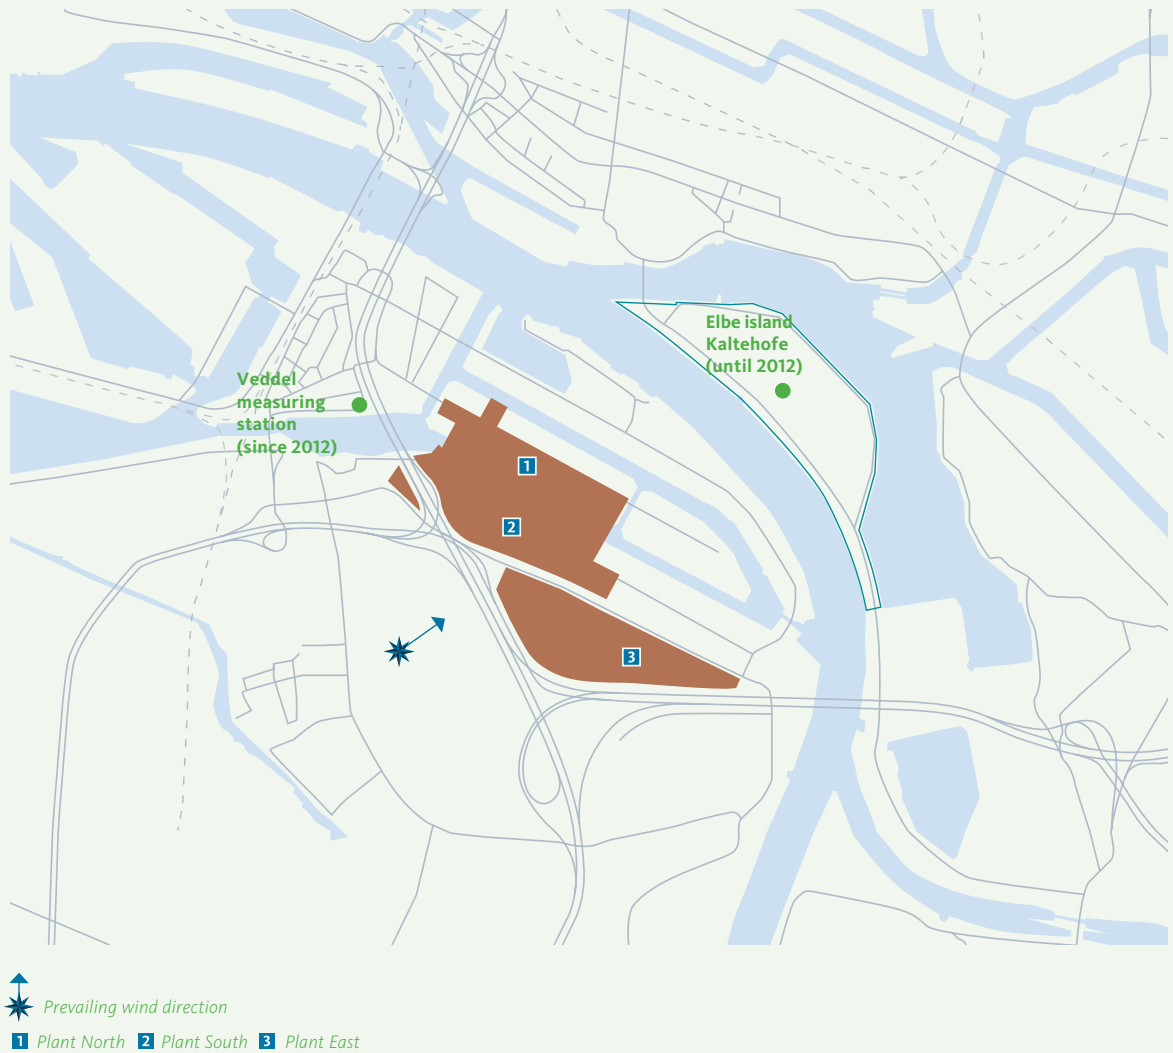 Elbe island
Kaltehofe
(until 2012)
Veddel
measuring
station
(since 2012)
1
2
3
Prevailing wind direction
1 Plant North 2 Plant South 3 Plant East